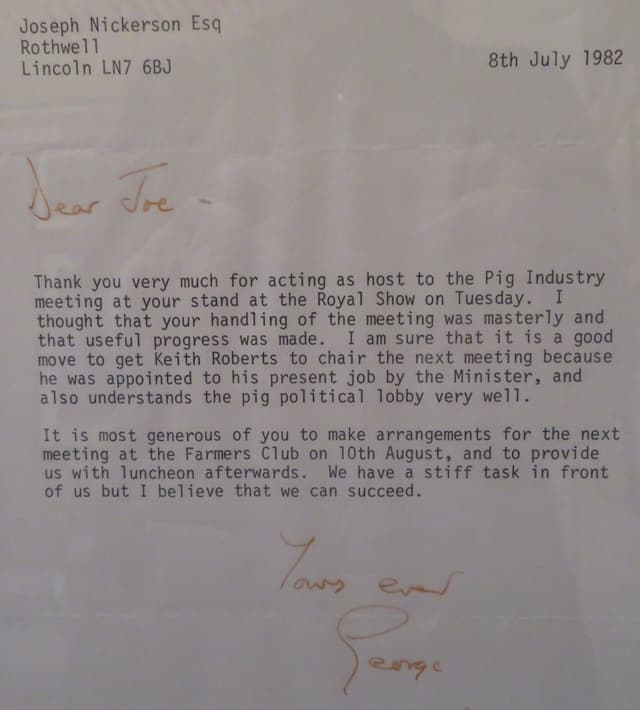 Joseph Nickerson Esq
Rothwell
Lincoln LN7 6BJ
8th July 1982
Dear Joe -
Thank you very much for acting as host to the Pig Industry
meeting at your stand at the Royal Show on Tuesday.  I
thought that your handling of the meeting was masterly and
that useful progress was made.  I am sure that it is a good
move to get Keith Roberts to chair the next meeting because
he was appointed to his present job by the Minister, and
also understands the pig political lobby very well.
It is most generous of you to make arrangements for the next
meeting at the Farmers Club on 10th August, and to provide
us with luncheon afterwards.  We have a stiff task in front
of us but I believe that we can succeed.
Yours ever
George